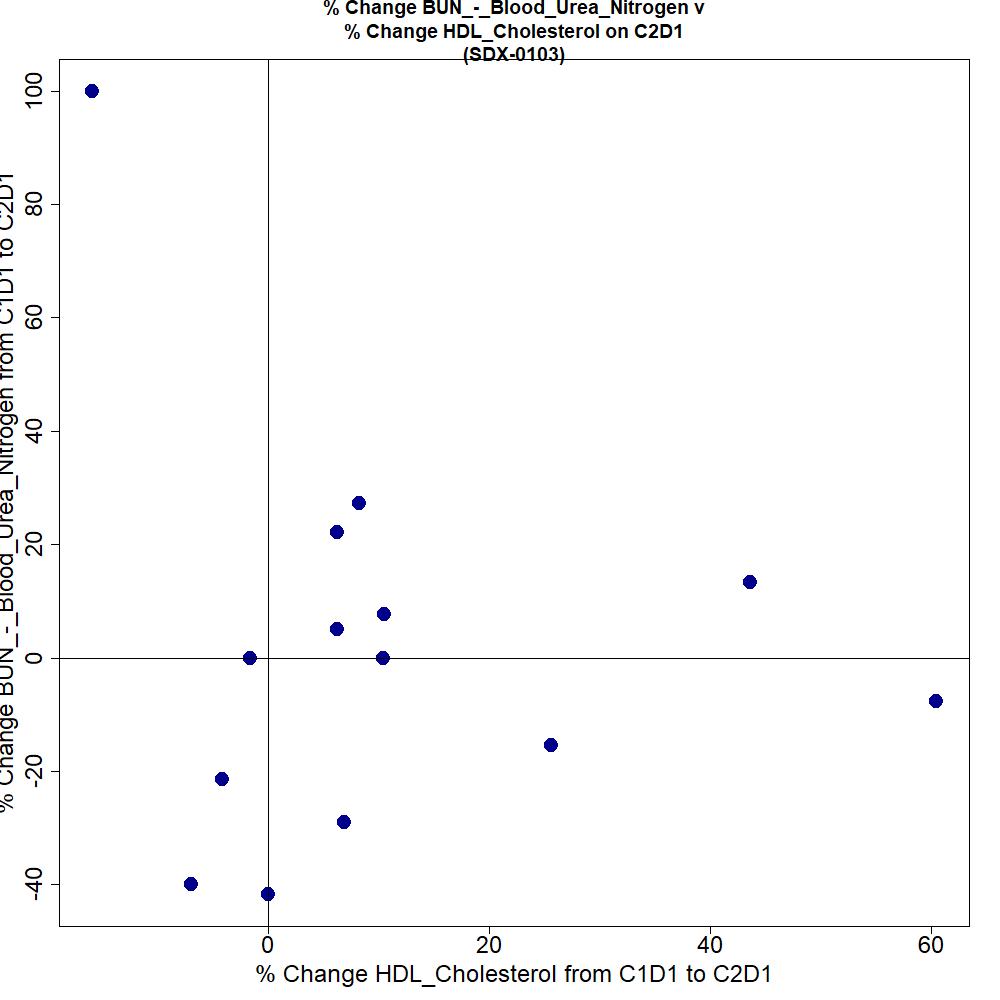 % Change BUN_-_Blood_Urea_Nitrogen v
% Change HDL_Cholesterol on C2D1
(SDX-0103)
% Change BUN_-_Blood_Urea_Nitrogen from C1D1 to C2D1
100
80
60
40
20
0
-20
-40
0 20 40 60
% Change HDL_Cholesterol from C1D1 to C2D1